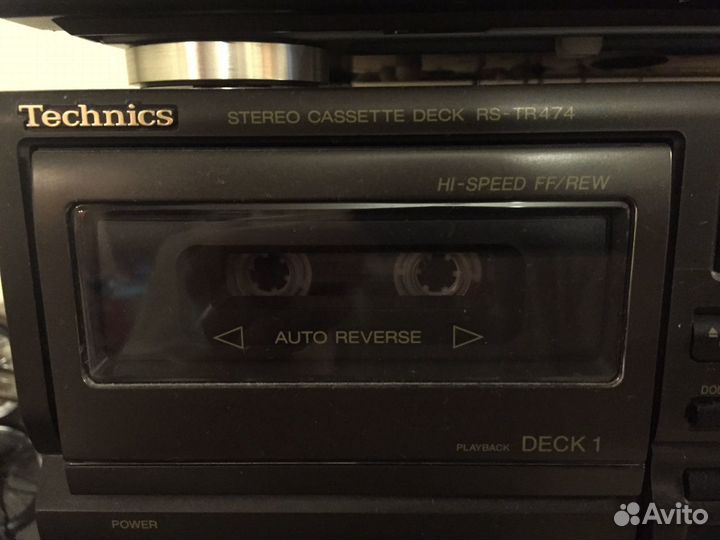 Technics STEREO CASSETTE DECK RS-TR474
HI-SPEED FF/REW
AUTO REVERSE
PLAYBACK DECK 1
POWER
Avito